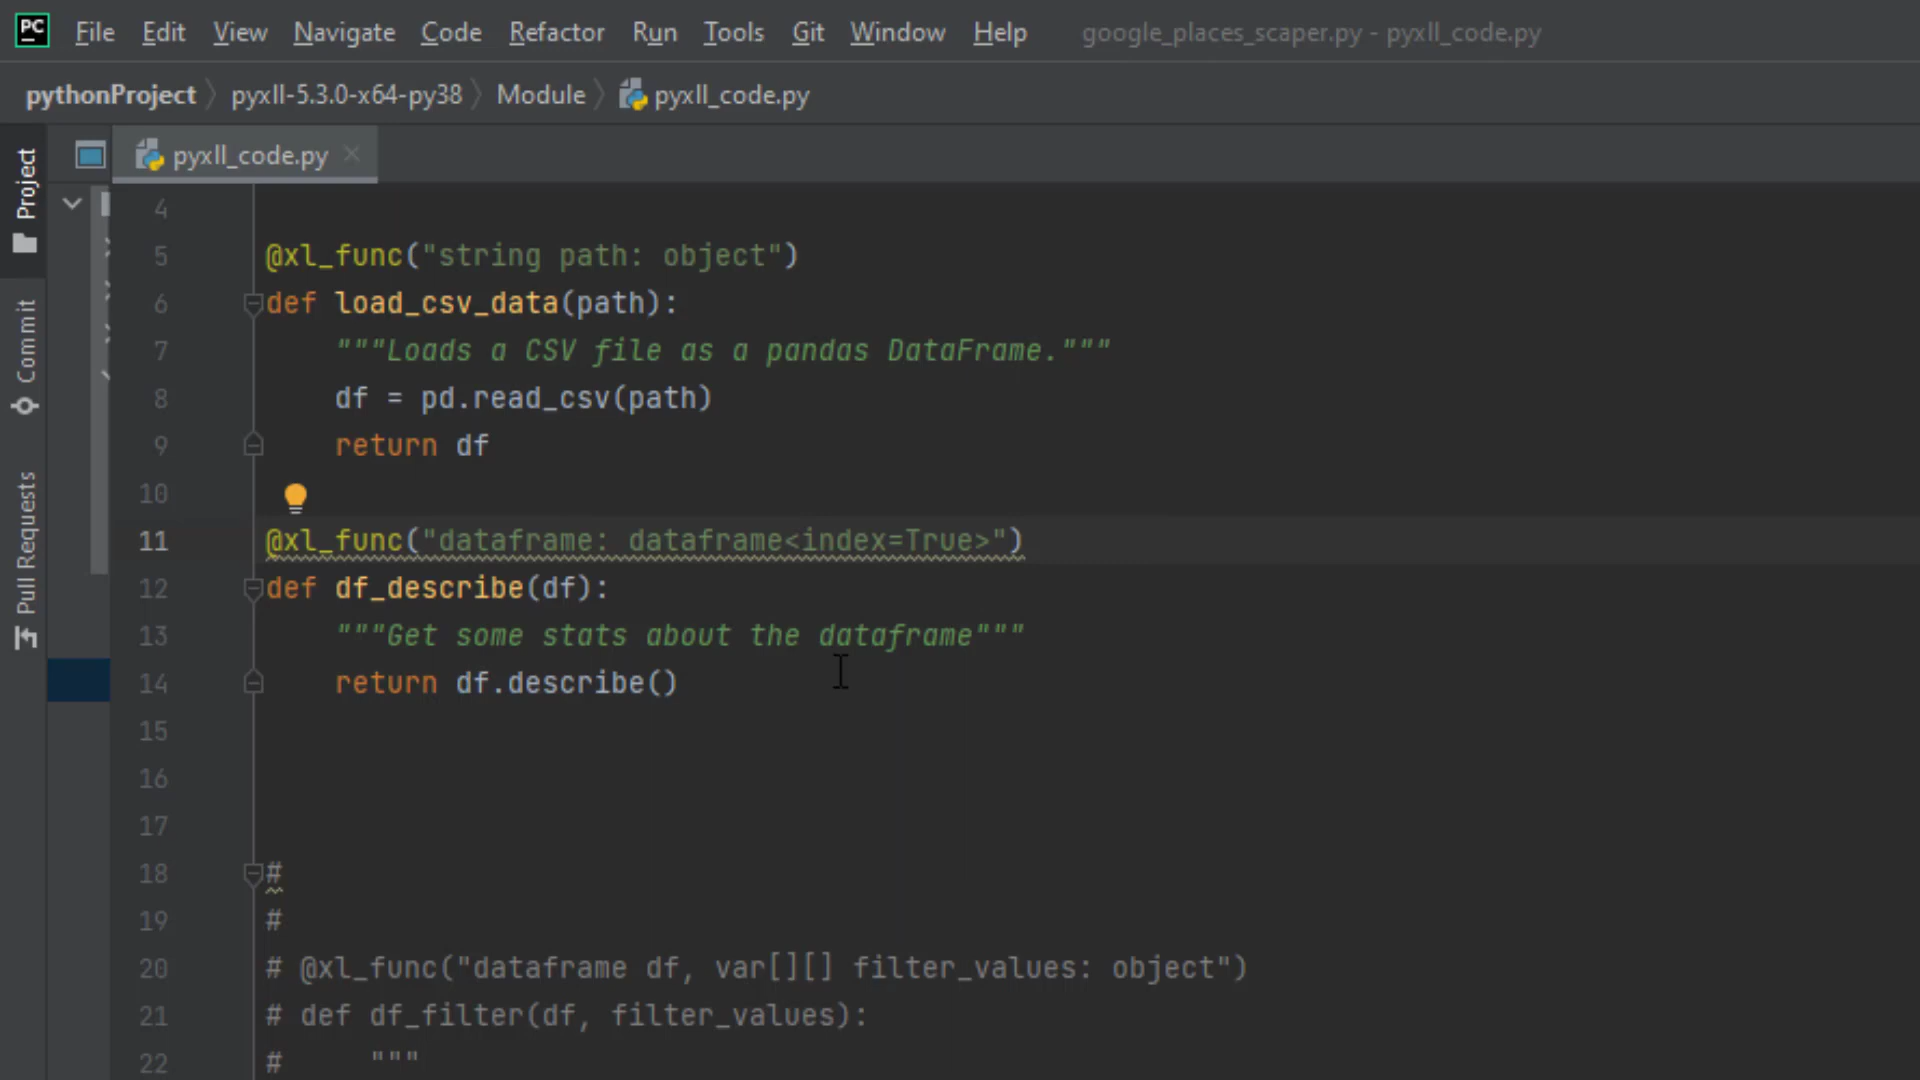 PC File Edit View Navigate Code Refactor Run Tools Git Window Help google_places_scaper.py - pyxll_code.py
pythonProject pyxll-5.3.0-x64-py38 Module pyxll_code.py
pyxll_code.py
Project
Commit
Pull Requests
4
5 @xl_func("string path: object")
6 def load_csv_data(path):
7 """Loads a CSV file as a pandas DataFrame."""
8 df = pd.read_csv(path)
9 return df
10
11 @xl_func("dataframe: dataframe<index=True>")
12 def df_describe(df):
13 """Get some stats about the dataframe"""
14 return df.describe()
15
16
17
18 #
19 #
20 # @xl_func("dataframe df, var[][] filter_values: object")
21 # def df_filter(df, filter_values):
22 # """